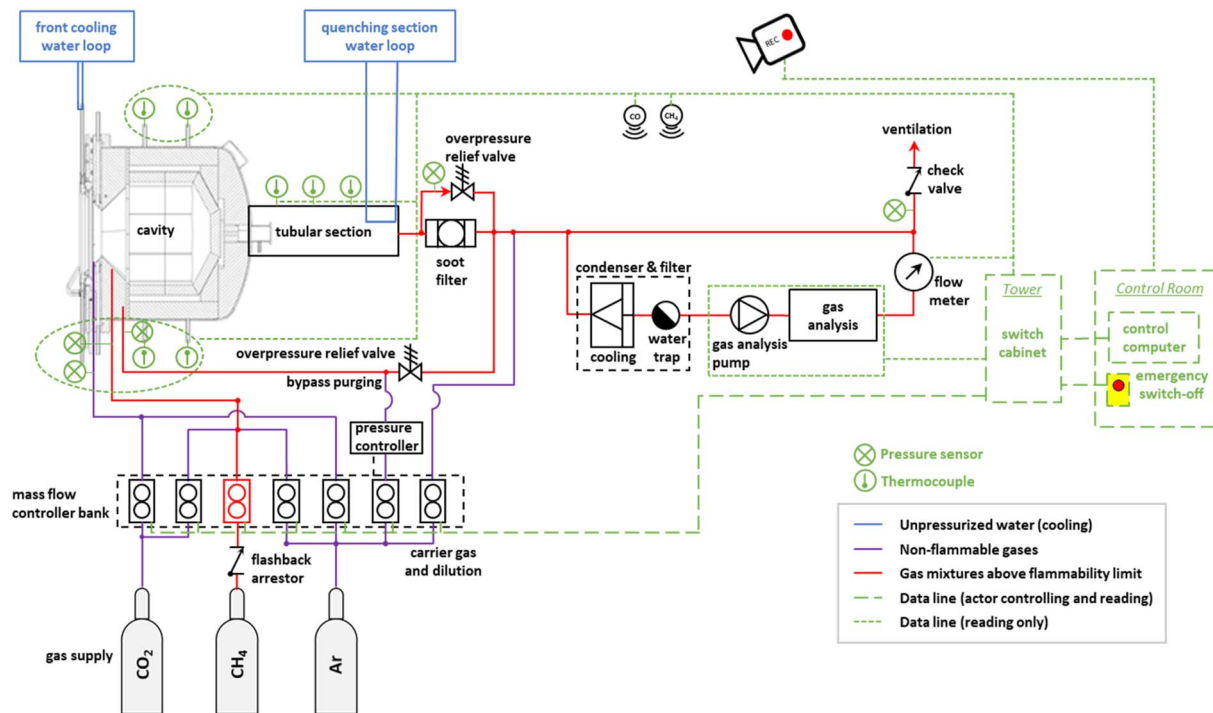 front cooling
water loop
quenching section
water loop
REC
CO
CH₄
overpressure
relief valve
ventilation
check
valve
cavity
tubular section
soot
filter
condenser & filter
cooling
water
trap
gas analysis
pump
gas
analysis
flow
meter
Tower
switch
cabinet
Control Room
control
computer
emergency
switch-off
overpressure relief valve
bypass purging
pressure
controller
mass flow
controller bank
flashback
arrestor
carrier gas
and dilution
gas supply
CO₂
CH₄
Ar
Pressure sensor
Thermocouple
Unpressurized water (cooling)
Non-flammable gases
Gas mixtures above flammability limit
Data line (actor controlling and reading)
Data line (reading only)